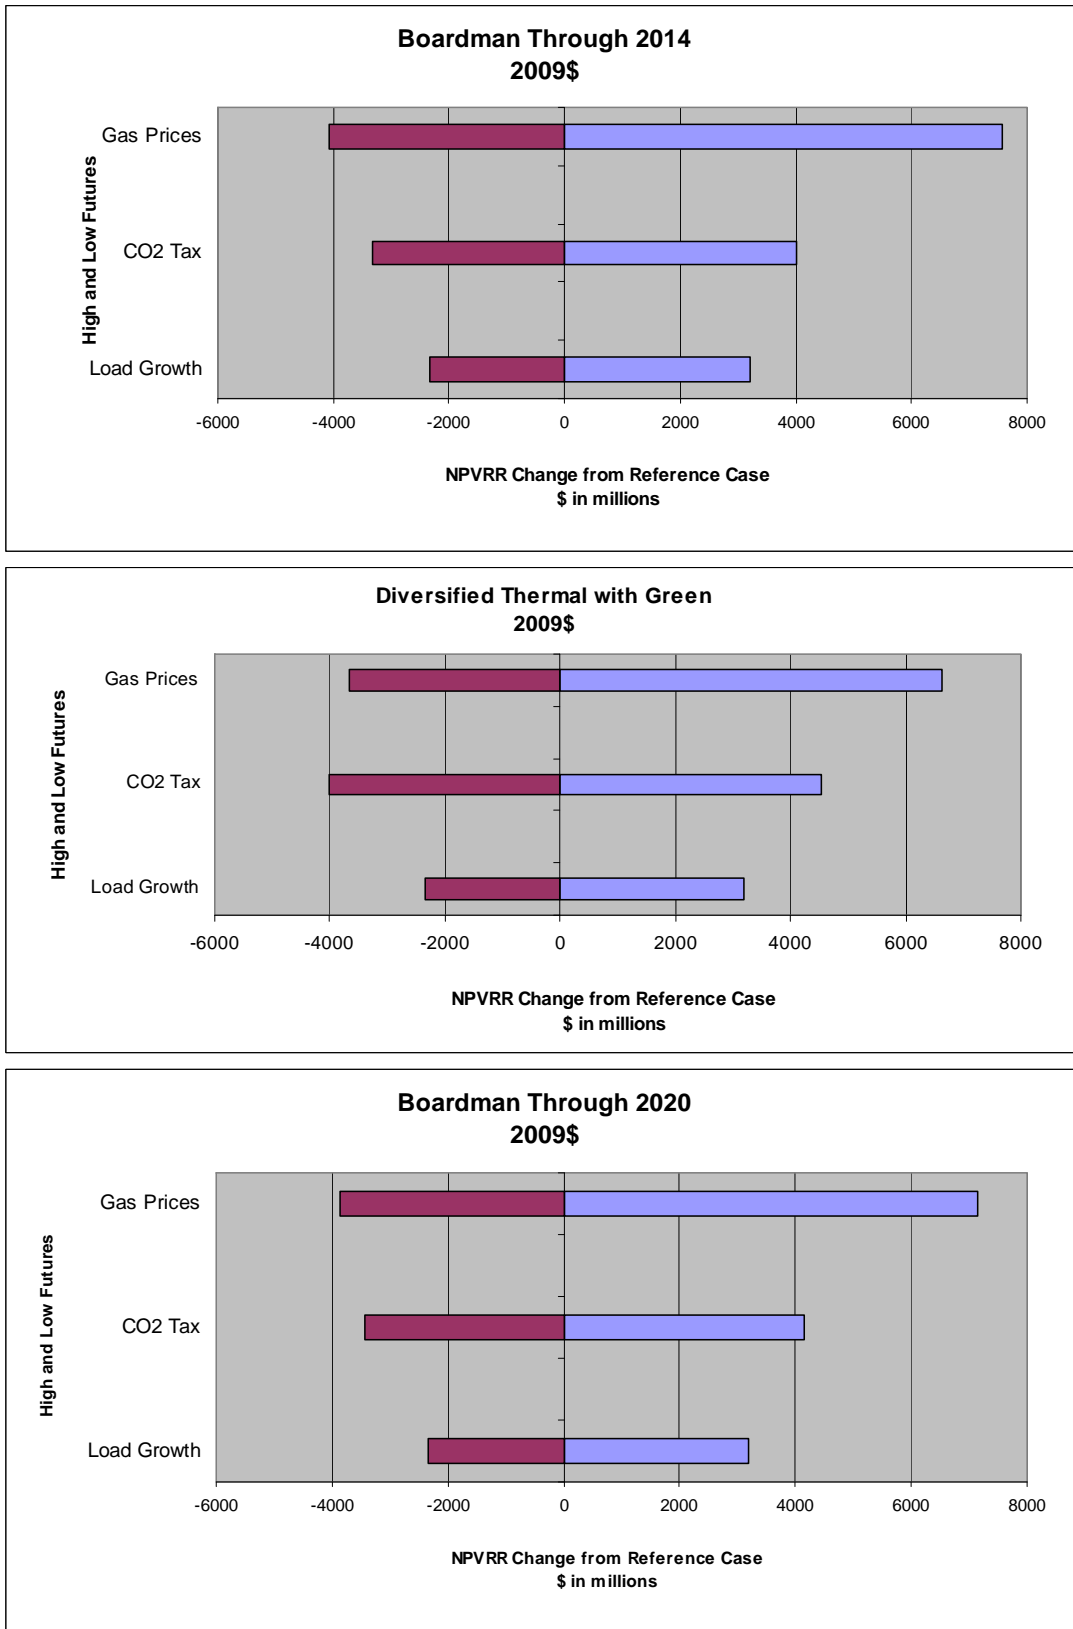 Boardman Through 2014
2009$
High and Low Futures
Gas Prices
CO2 Tax
Load Growth
-6000 -4000 -2000 0 2000 4000 6000 8000
NPVRR Change from Reference Case
$ in millions
Diversified Thermal with Green
2009$
High and Low Futures
Gas Prices
CO2 Tax
Load Growth
-6000 -4000 -2000 0 2000 4000 6000 8000
NPVRR Change from Reference Case
$ in millions
Boardman Through 2020
2009$
High and Low Futures
Gas Prices
CO2 Tax
Load Growth
-6000 -4000 -2000 0 2000 4000 6000 8000
NPVRR Change from Reference Case
$ in millions